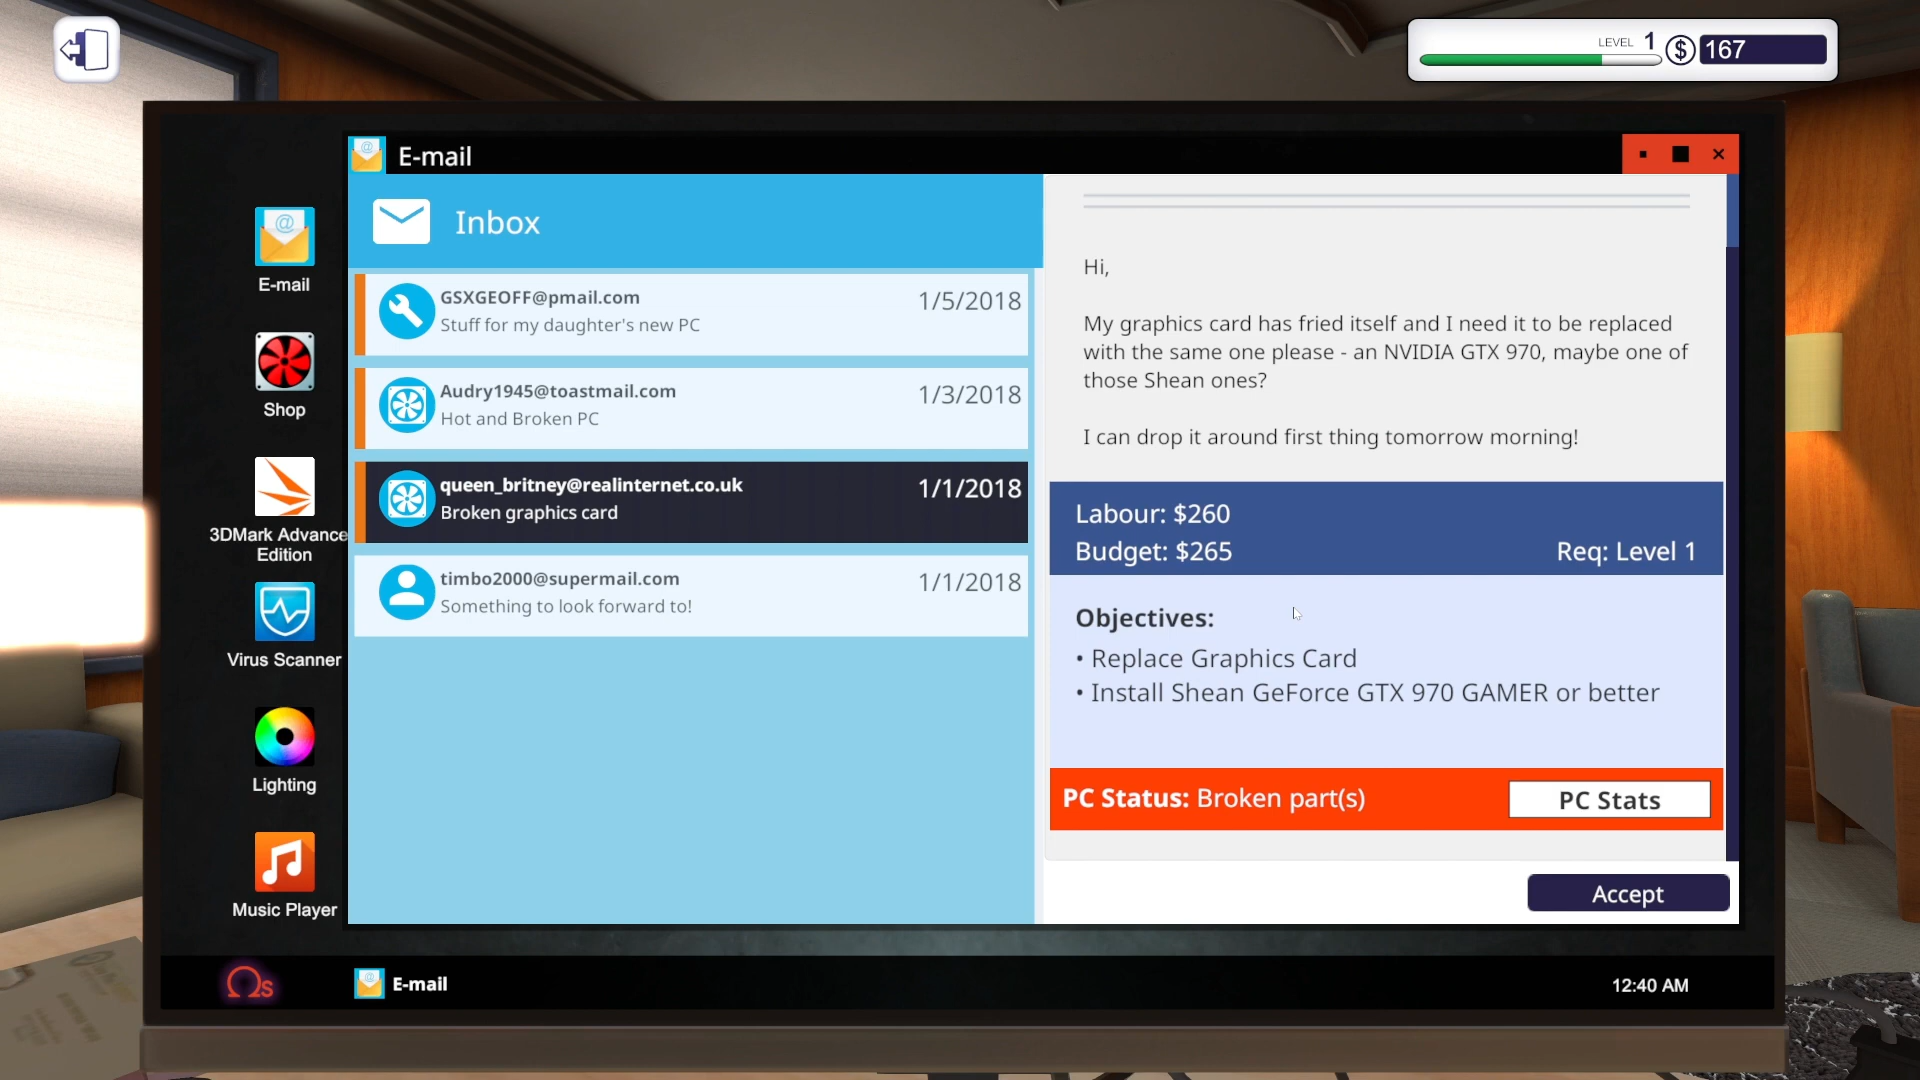 LEVEL 1
$ 167
E-mail
Inbox
GSXGEOFF@pmail.com
1/5/2018
Stuff for my daughter's new PC
Audry1945@toastmail.com
1/3/2018
Hot and Broken PC
queen_britney@realinternet.co.uk
1/1/2018
Broken graphics card
timbo2000@supermail.com
1/1/2018
Something to look forward to!
Hi,
My graphics card has fried itself and I need it to be replaced
with the same one please - an NVIDIA GTX 970, maybe one of
those Shean ones?
I can drop it around first thing tomorrow morning!
Labour: $260
Budget: $265
Req: Level 1
Objectives:
• Replace Graphics Card
• Install Shean GeForce GTX 970 GAMER or better
PC Status: Broken part(s)
PC Stats
Accept
E-mail
Shop
3DMark Advance
Edition
Virus Scanner
Lighting
Music Player
Ωs
E-mail
12:40 AM